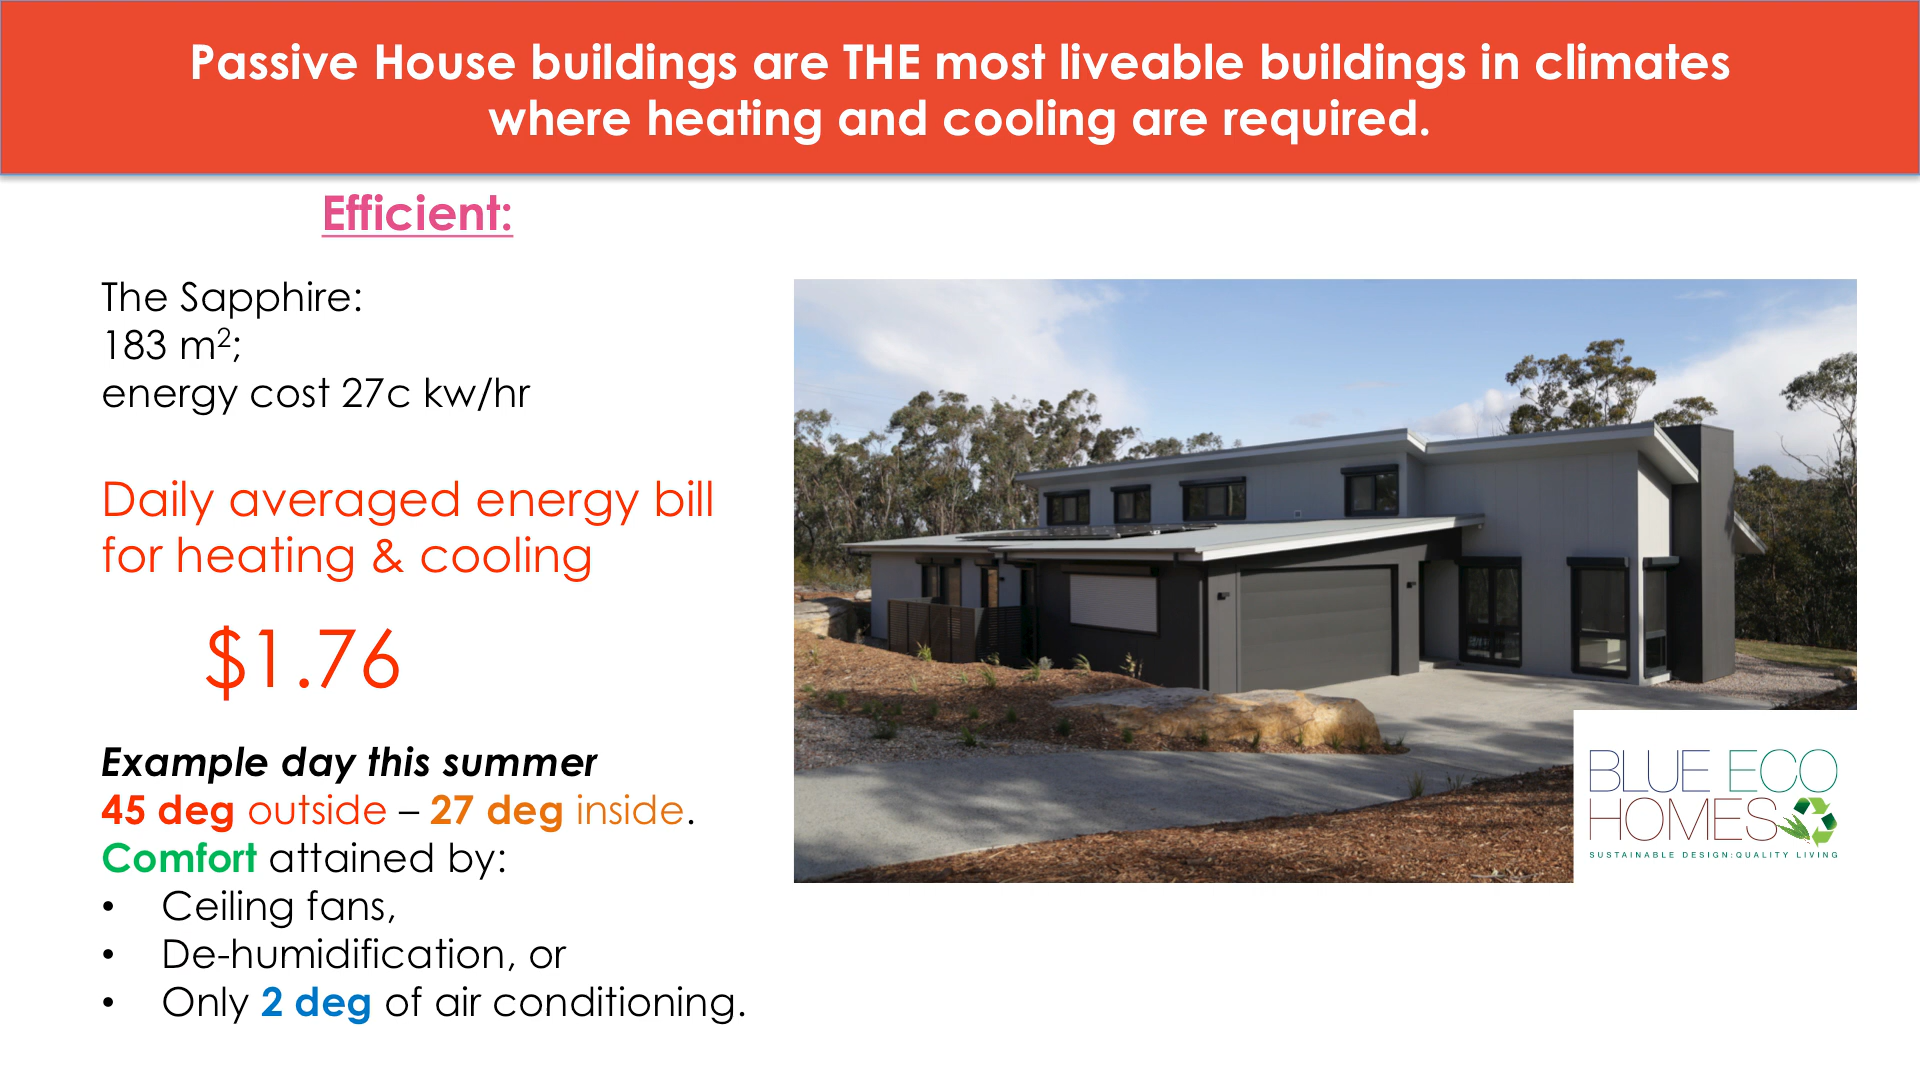 Passive House buildings are THE most liveable buildings in climates
where heating and cooling are required.
Efficient:
The Sapphire:
183 m²;
energy cost 27c kw/hr
Daily averaged energy bill
for heating & cooling
$1.76
Example day this summer
45 deg outside – 27 deg inside.
Comfort attained by:
• Ceiling fans,
• De-humidification, or
• Only 2 deg of air conditioning.
BLUE ECO
HOMES
SUSTAINABLE DESIGN:QUALITY LIVING